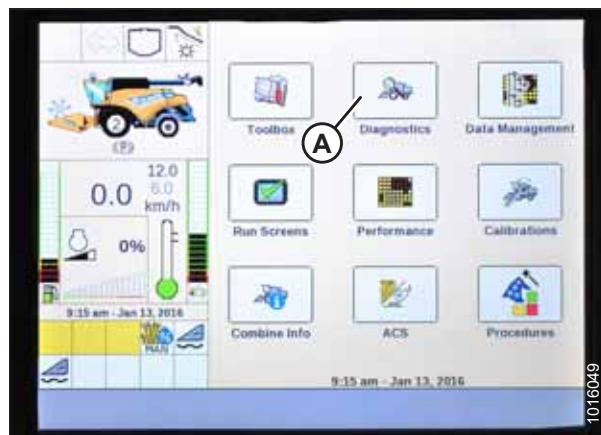 Toolbox
Diagnostics
Data Management
A
2
(P)
12.0
6.0
0.0
km/h
Run Screens
Performance
Calibrations
0%
9:15 am - Jan 13, 2016
MAN
Combine Info
ACS
Procedures
9:15 am - Jan 13, 2016
1016049